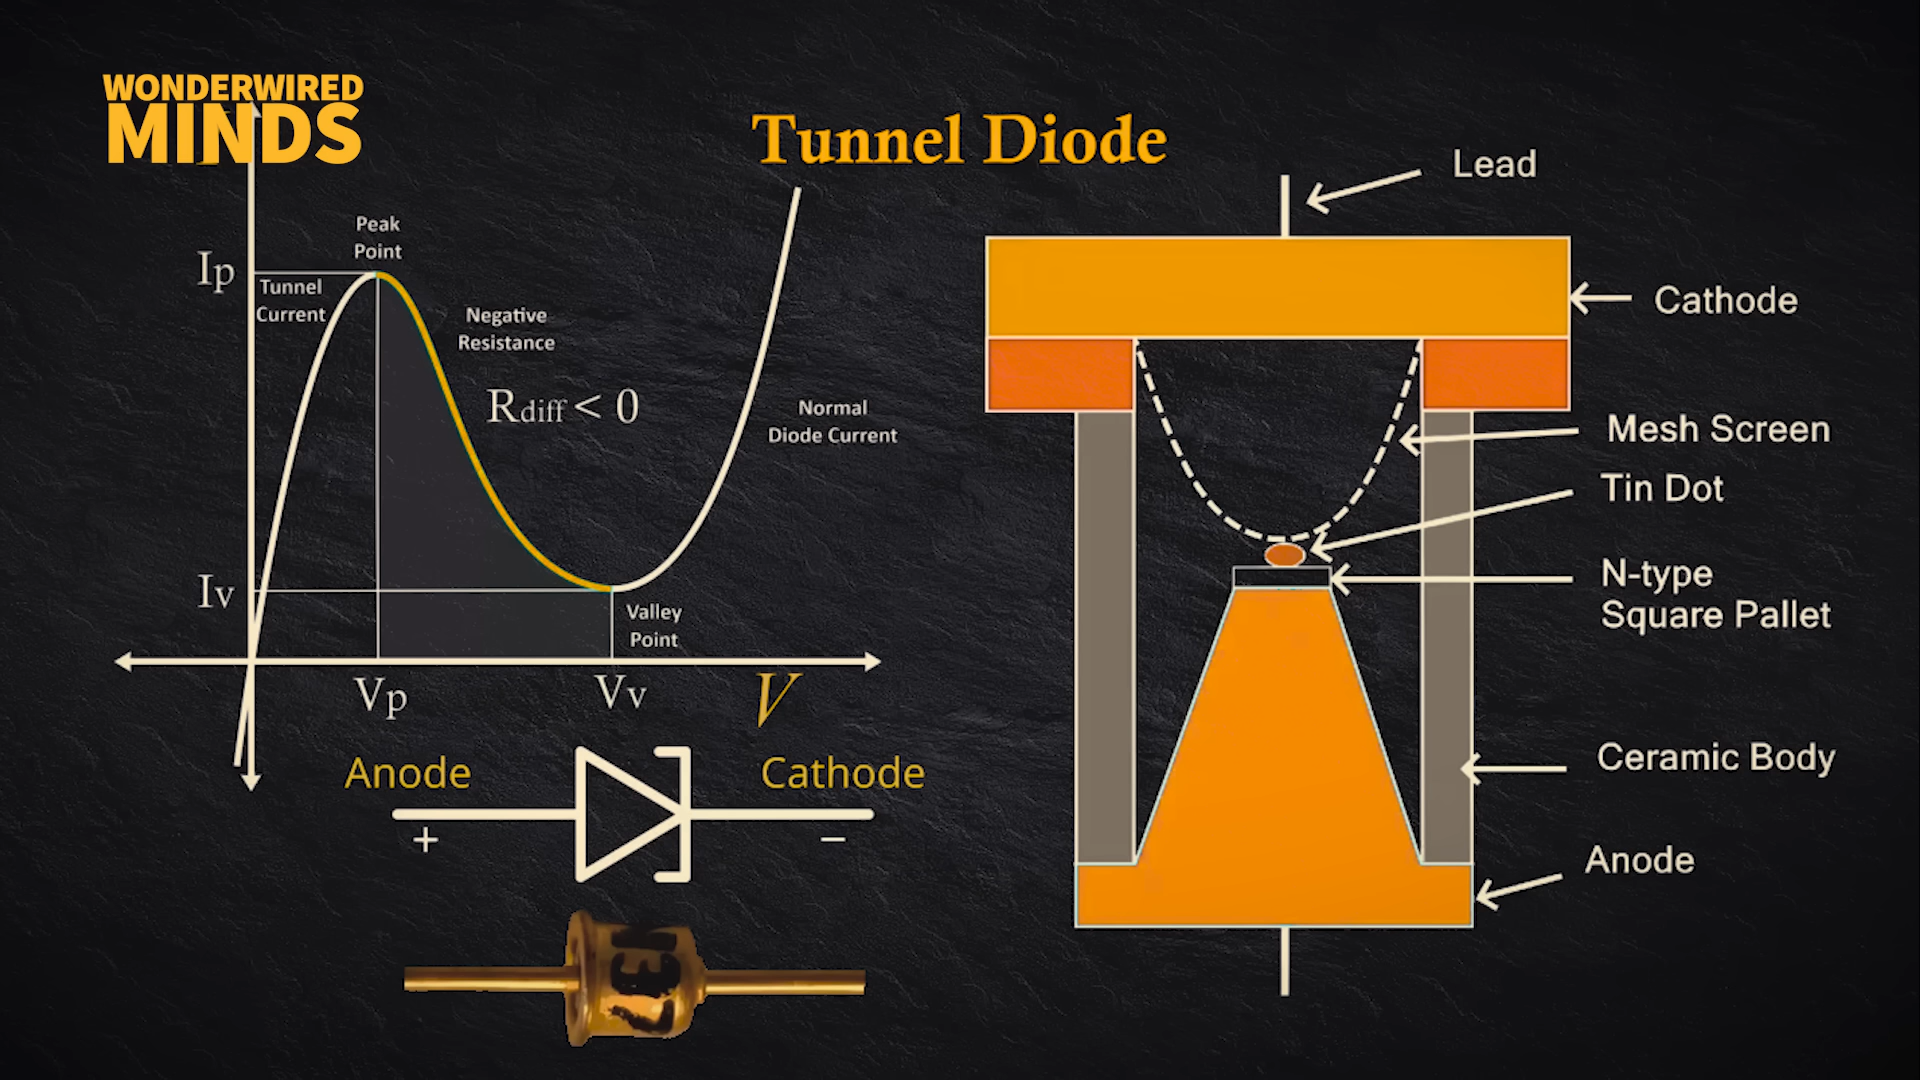 WONDERWIRED
MINDS
Tunnel Diode
Peak
Point
Ip
Tunnel
Current
Negative
Resistance
Rdiff < 0
Normal
Diode Current
Iv
Valley
Point
Vp
Vv
V
Anode
Cathode
+
−
Lead
Cathode
Mesh Screen
Tin Dot
N-type
Square Pallet
Ceramic Body
Anode